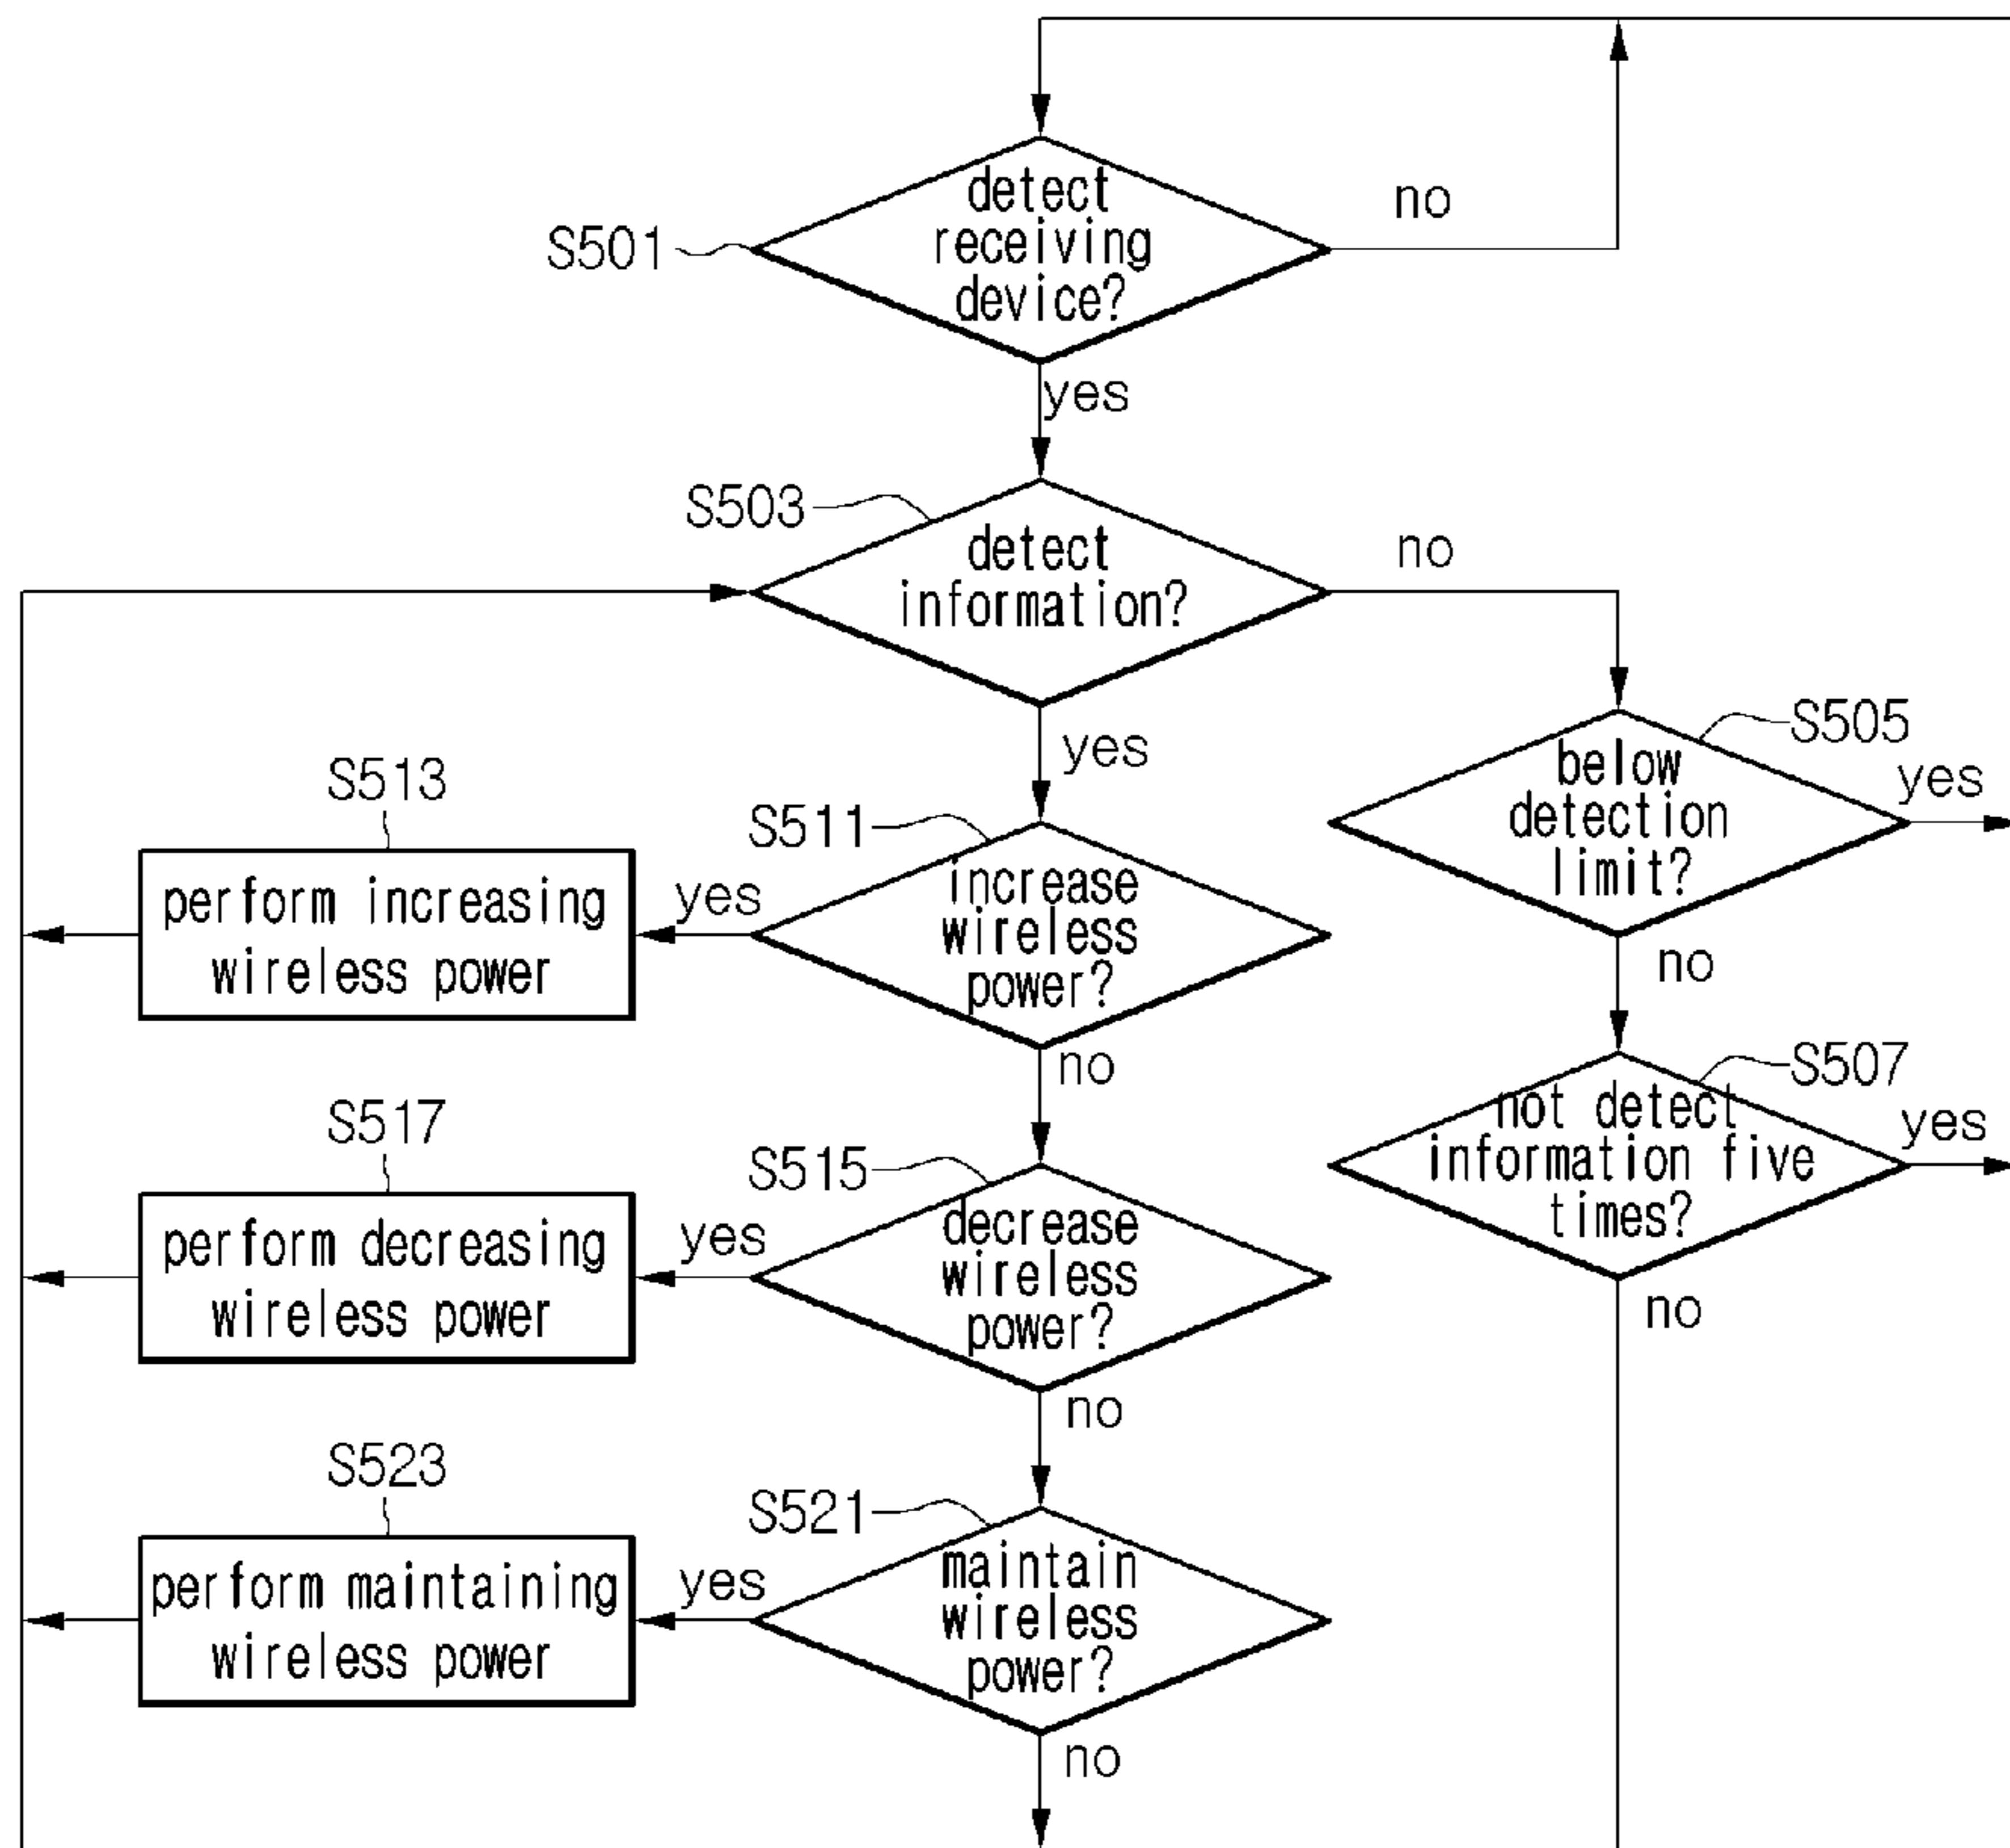 detect
receiving
device?
S501
no
yes
S503
detect
information?
no
yes
S505
below
detection
limit?
yes
no
S513
perform increasing
wireless power
yes
S511
increase
wireless
power?
no
S507
not detect
information five
times?
yes
no
S517
perform decreasing
wireless power
yes
S515
decrease
wireless
power?
no
S523
perform maintaining
wireless power
yes
S521
maintain
wireless
power?
no